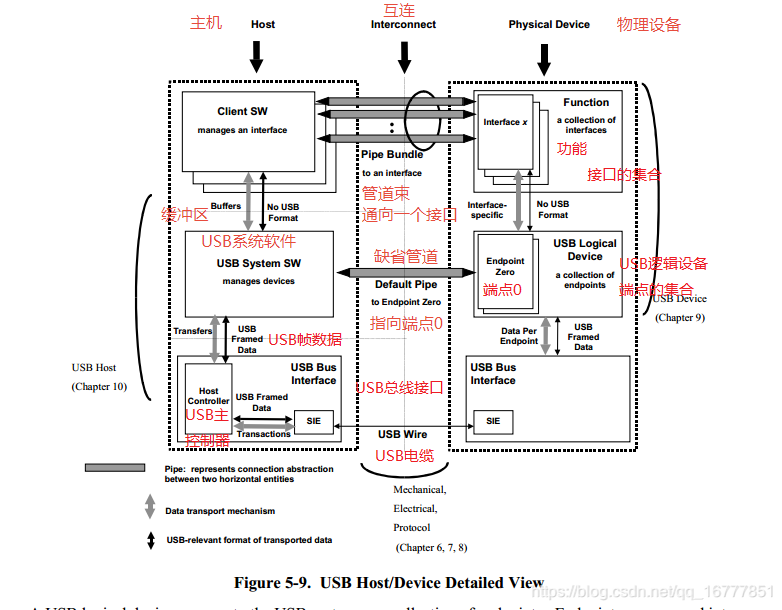 主机
Host
互连
Interconnect
Physical Device
物理设备
Client SW
manages an interface
Pipe Bundle
to an interface
管道束
通向一个接口
Interface x
Function
a collection of
interfaces
功能
接口的集合
缓冲区
Buffers
No USB
Format
Interface-
specific
No USB
Format
USB系统软件
USB System SW
manages devices
缺省管道
Default Pipe
to Endpoint Zero
指向端点0
Endpoint
Zero
端点0
USB Logical
Device
USB逻辑设备
a collection of
endpoints
端点的集合
USB Device
(Chapter 9)
Transfers
USB
Framed
Data
USB帧数据
Data Per
Endpoint
USB
Framed
Data
USB Host
(Chapter 10)
USB Bus
Interface
USB总线接口
USB Bus
Interface
Host
Controller
USB主
控制器
USB Framed
Data
Transactions
SIE
SIE
USB Wire
USB电缆
Pipe: represents connection abstraction
between two horizontal entities
Data transport mechanism
USB-relevant format of transported data
Mechanical,
Electrical,
Protocol
(Chapter 6, 7, 8)
Figure 5-9. USB Host/Device Detailed View
https://blog.csdn.net/qq_16777851